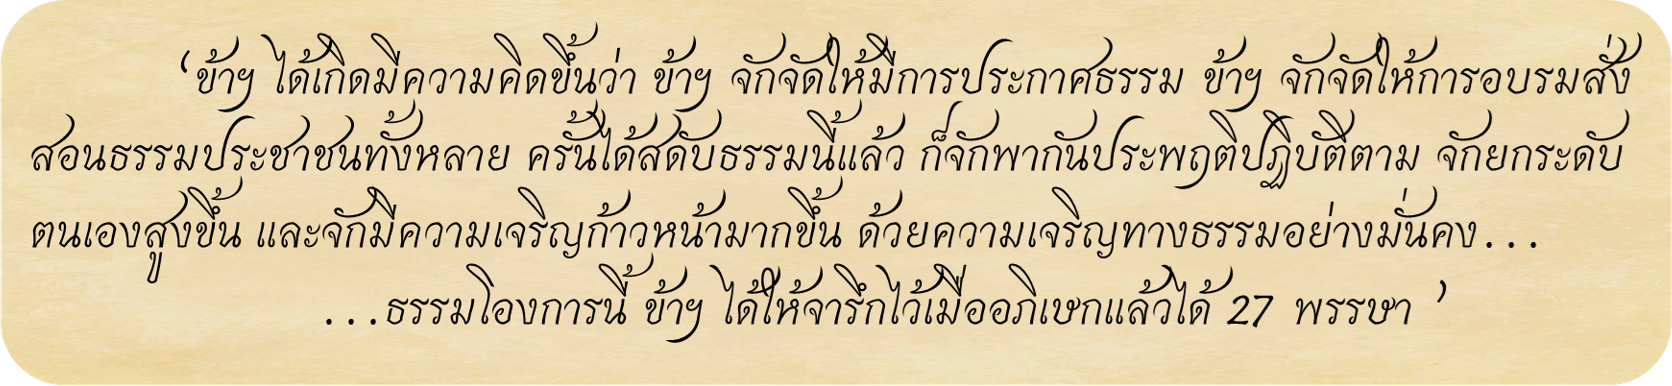 ‘ข้าฯ ได้เกิดมีความคิดขึ้นว่า ข้าฯ จักจัดให้มีการประกาศธรรม ข้าฯ จักจัดให้การอบรมสั่ง
สอนธรรมประชาชนทั้งหลาย ครั้นได้สดับธรรมนี้แล้ว ก็จักพากันประพฤติปฏิบัติตาม จักยกระดับ
ตนเองสูงขึ้น และจักมีความเจริญก้าวหน้ามากขึ้น ด้วยความเจริญทางธรรมอย่างมั่นคง...
...ธรรมโองการนี้ ข้าฯ ได้ให้จารึกไว้เมื่ออภิเษกแล้วได้ 27 พรรษา ’